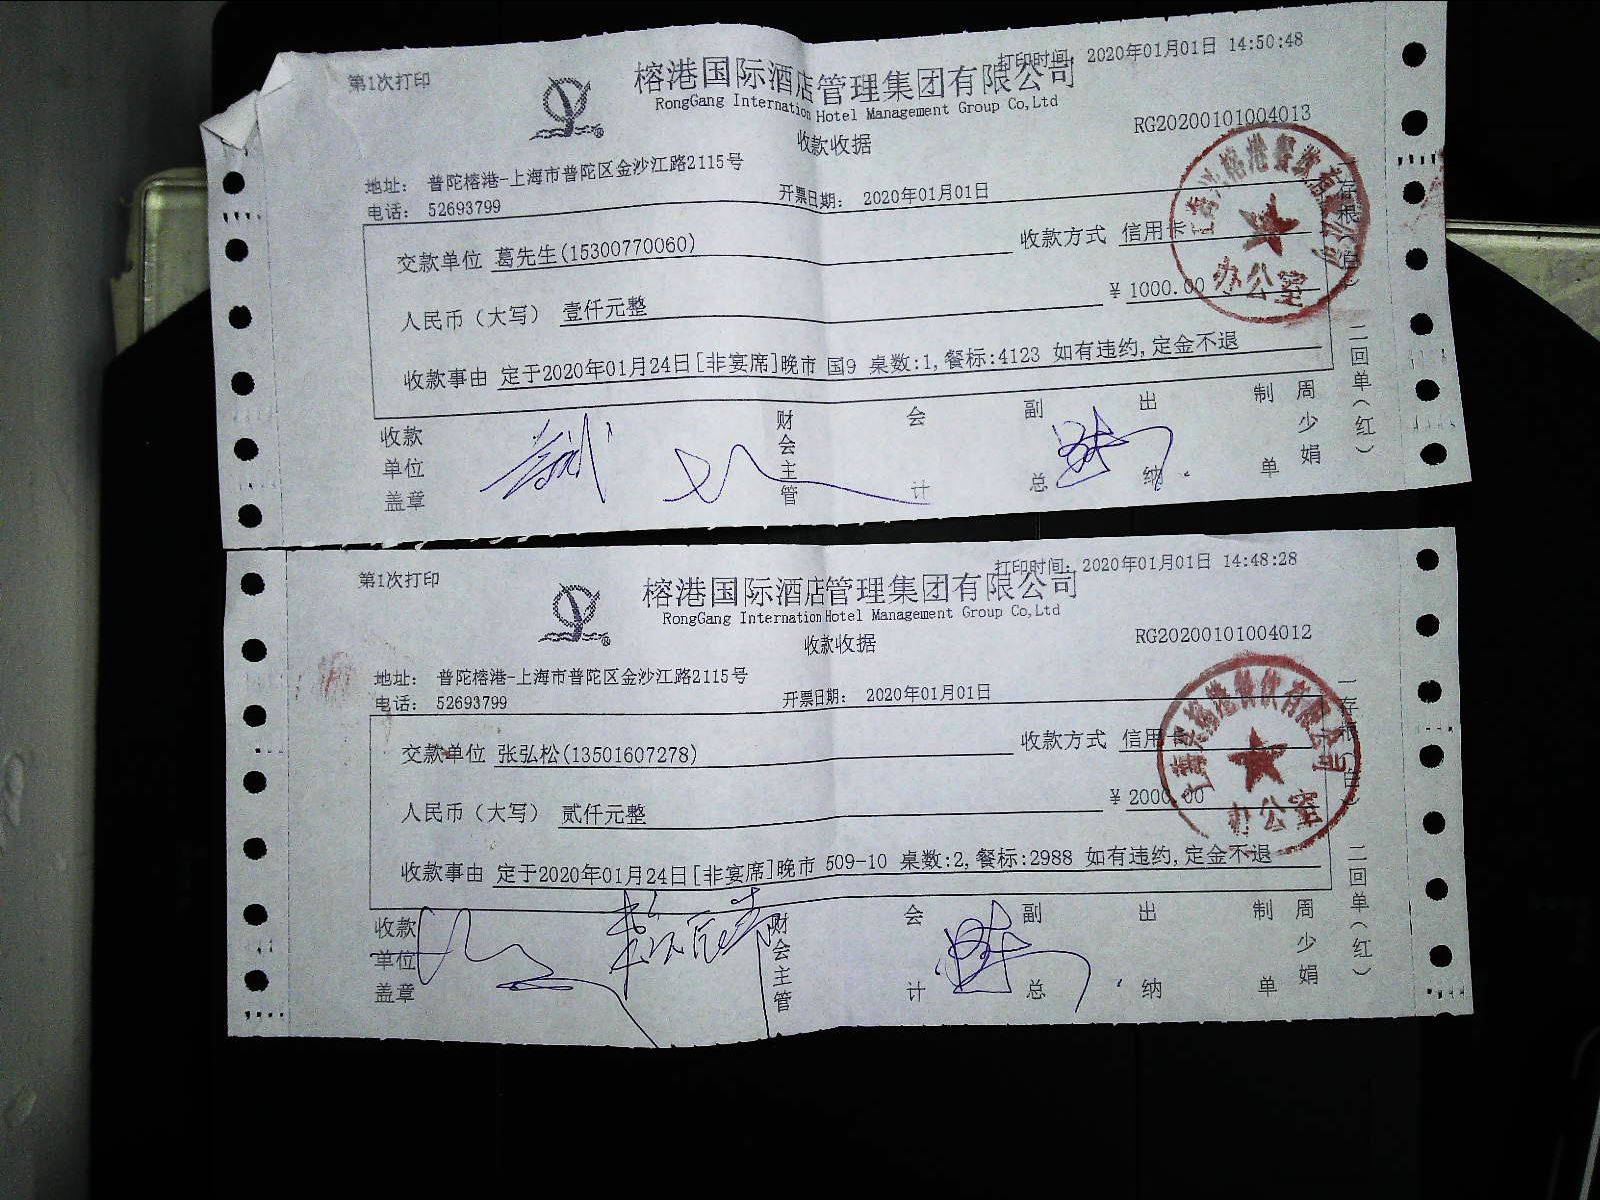 第1次打印
打印时间: 2020年01月01日 14:50:48
榕港国际酒店管理集团有限公司
RongGang Internation Hotel Management Group Co,Ltd
收款收据
RG20200101004013
地址: 普陀榕港-上海市普陀区金沙江路2115号
电话: 52693799
开票日期: 2020年01月01日
交款单位 葛先生(15300770060)
收款方式 信用卡
人民币（大写） 壹仟元整
¥ 1000.00
收款事由 定于2020年01月24日[非宴席]晚市 国9 桌数:1,餐标:4123 如有违约,定金不退
收款单位盖章
财会主管
会计
副总
出纳
制单
周少娟
一存根(白)
二回单(红)
办公室
第1次打印
打印时间: 2020年01月01日 14:48:28
榕港国际酒店管理集团有限公司
RongGang Internation Hotel Management Group Co,Ltd
收款收据
RG20200101004012
地址: 普陀榕港-上海市普陀区金沙江路2115号
电话: 52693799
开票日期: 2020年01月01日
交款单位 张弘松(13501607278)
收款方式 信用卡
人民币（大写） 贰仟元整
¥ 2000.00
收款事由 定于2020年01月24日[非宴席]晚市 509-10 桌数:2,餐标:2988 如有违约,定金不退
收款单位盖章
财会主管
会计
副总
出纳
制单
周少娟
一存根(白)
二回单(红)
办公室